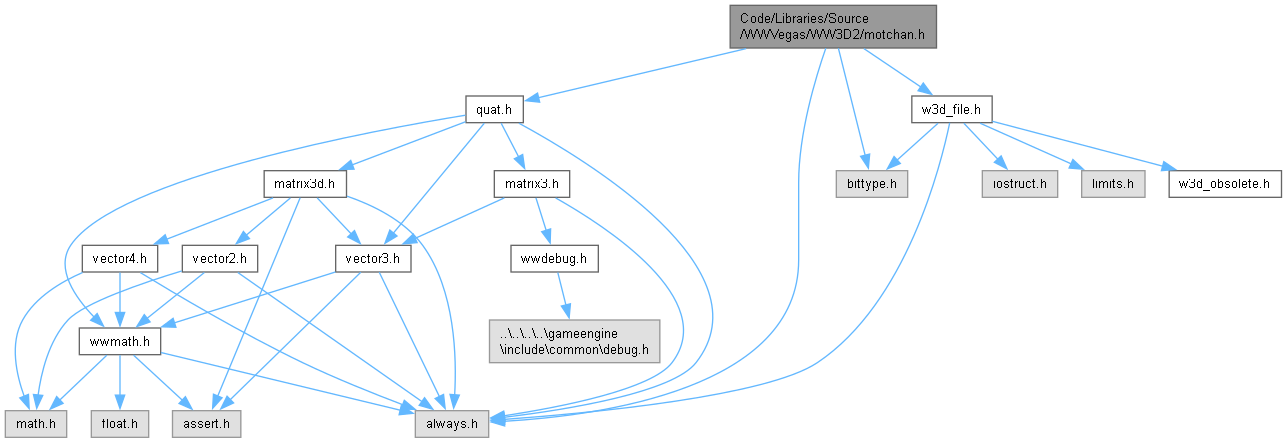 Code/Libraries/Source
/WWVegas/WW3D2/motchan.h
quat.h
w3d_file.h
matrix3d.h
matrix3.h
bittype.h
iostruct.h
limits.h
w3d_obsolete.h
vector4.h
vector2.h
vector3.h
wwdebug.h
wwmath.h
..\..\..\..\gameengine
\include\common\debug.h
math.h
float.h
assert.h
always.h